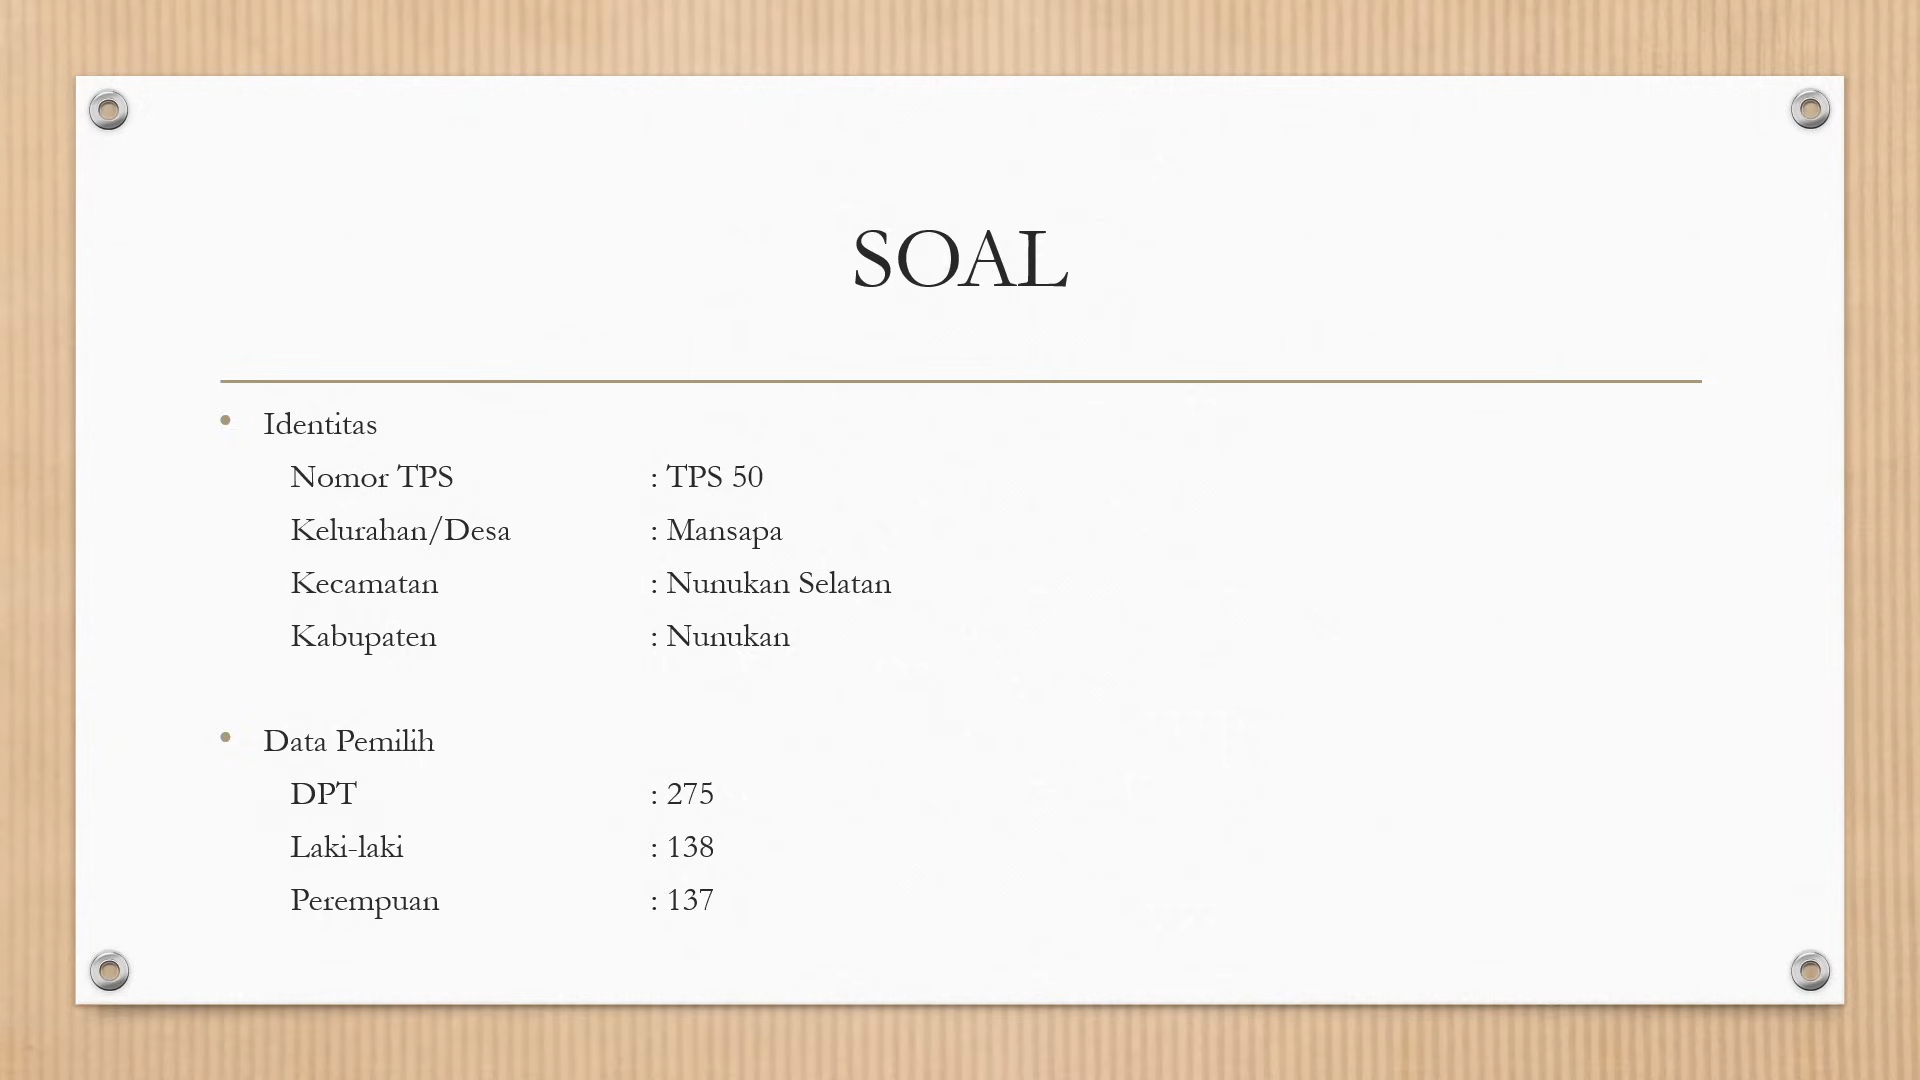 SOAL
• Identitas
Nomor TPS : TPS 50
Kelurahan/Desa : Mansapa
Kecamatan : Nunukan Selatan
Kabupaten : Nunukan
• Data Pemilih
DPT : 275
Laki-laki : 138
Perempuan : 137